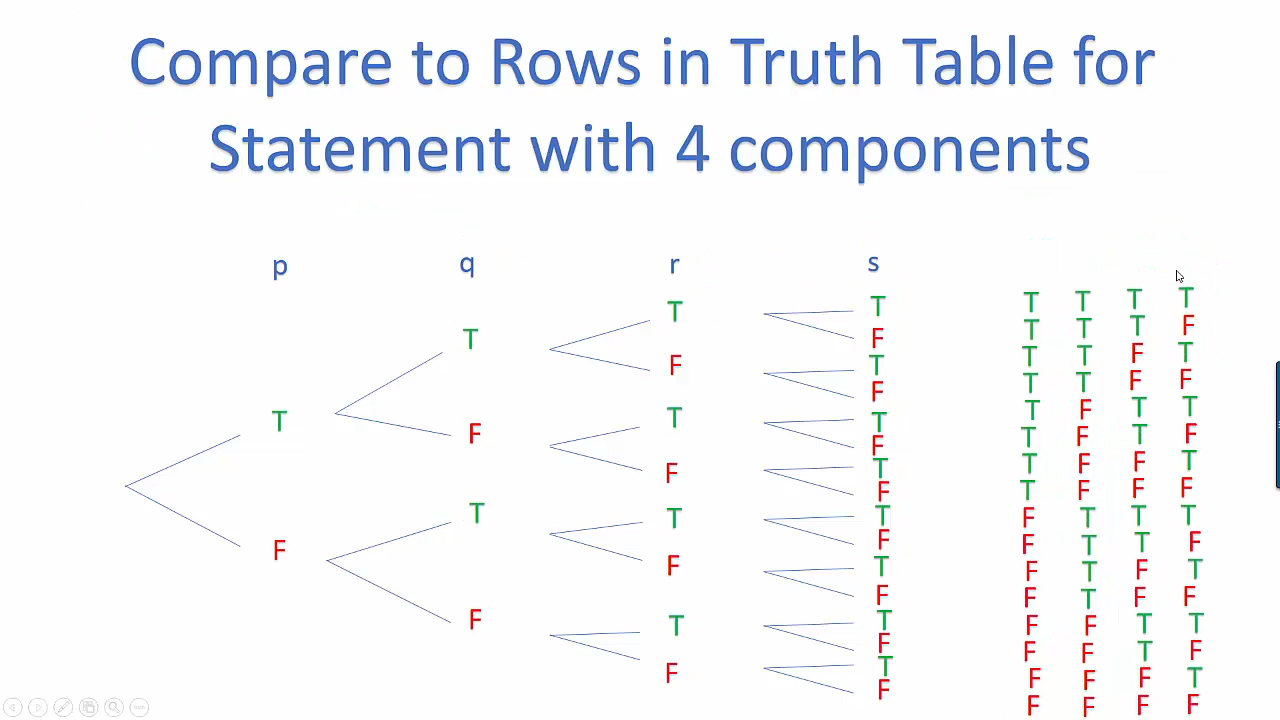 Compare to Rows in Truth Table for
Statement with 4 components
p q r s
T
F
T
F
T
F
T
F
T
F
T
F
T
F
T
F
T
F
T
F
T
F
T
F
T
F
T
F
T
F
T T T T
T T T F
T T F T
T T F F
T F T T
T F T F
T F F T
T F F F
F T T T
F T T F
F T F T
F T F F
F F T T
F F T F
F F F T
F F F F